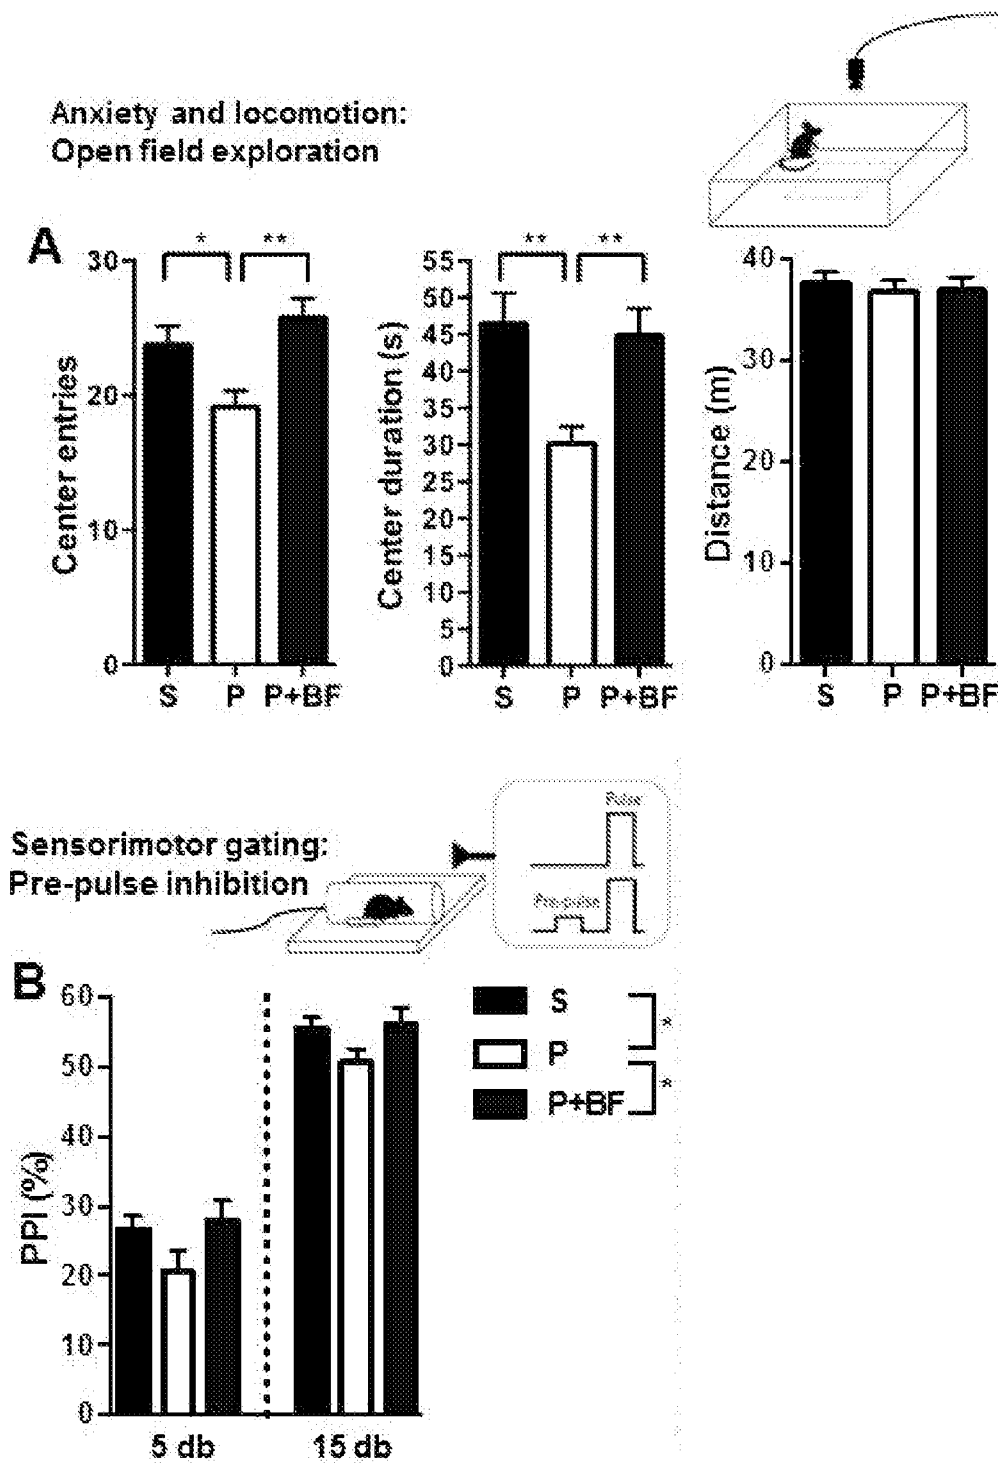 Anxiety and locomotion:
Open field exploration
A
* **
30
20
10
0
Center entries
S P P+BF
** **
55
50
45
40
35
30
25
20
15
10
5
0
Center duration (s)
S P P+BF
40
30
20
10
0
Distance (m)
S P P+BF
Sensorimotor gating:
Pre-pulse inhibition
Pulse
Pre-pulse
B
60
50
40
30
20
10
0
PPI (%)
5 db 15 db
S
*
P
*
P+BF